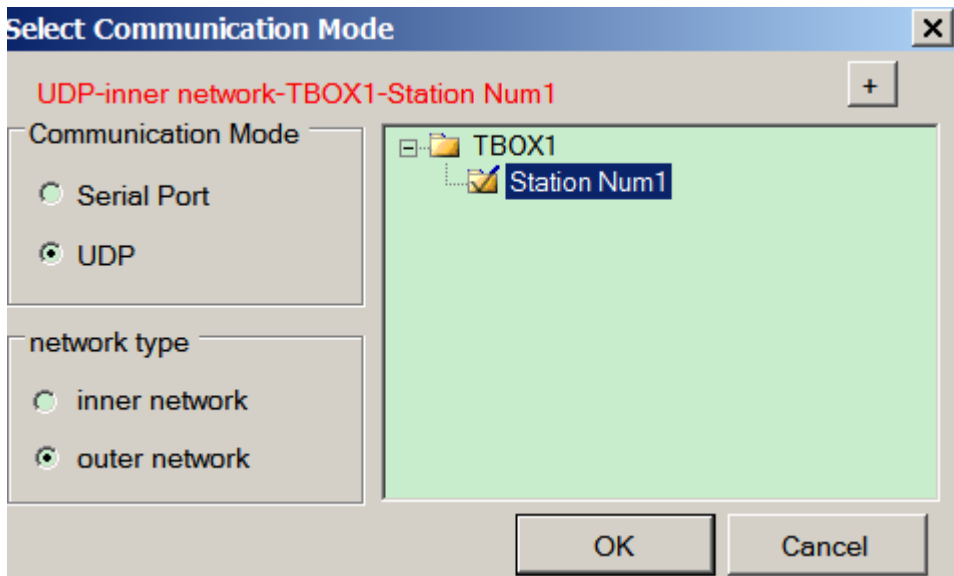 Select Communication Mode
UDP-inner network-TBOX1-Station Num1
+
Communication Mode
Serial Port
UDP
TBOX1
Station Num1
network type
inner network
outer network
OK
Cancel